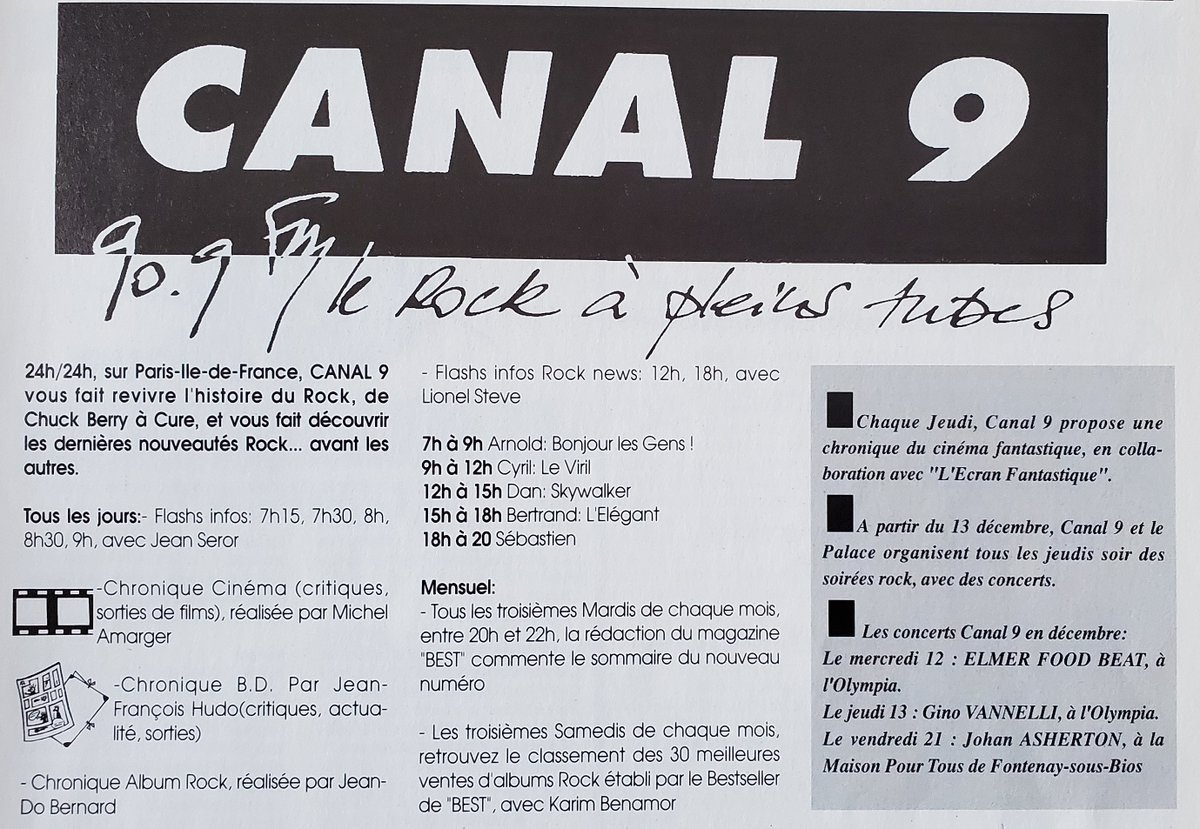 CANAL 9
90.9 Fm le Rock à pleins tubes
24h/24h, sur Paris-Ile-de-France, CANAL 9
vous fait revivre l'histoire du Rock, de
Chuck Berry à Cure, et vous fait découvrir
les dernières nouveautés Rock... avant les
autres.
Tous les jours:- Flashs infos: 7h15, 7h30, 8h,
8h30, 9h, avec Jean Seror
-Chronique Cinéma (critiques,
sorties de films), réalisée par Michel
Amarger
-Chronique B.D. Par Jean-
François Hudo(critiques, actua-
lité, sorties)
- Chronique Album Rock, réalisée par Jean-
Do Bernard
- Flashs infos Rock news: 12h, 18h, avec
Lionel Steve
7h à 9h Arnold: Bonjour les Gens !
9h à 12h Cyril: Le Viril
12h à 15h Dan: Skywalker
15h à 18h Bertrand: L'Elégant
18h à 20 Sébastien
Mensuel:
- Tous les troisièmes Mardis de chaque mois,
entre 20h et 22h, la rédaction du magazine
"BEST" commente le sommaire du nouveau
numéro
- Les troisièmes Samedis de chaque mois,
retrouvez le classement des 30 meilleures
ventes d'albums Rock établi par le Bestseller
de "BEST", avec Karim Benamor
Chaque Jeudi, Canal 9 propose une
chronique du cinéma fantastique, en colla-
boration avec "L'Ecran Fantastique".
A partir du 13 décembre, Canal 9 et le
Palace organisent tous les jeudis soir des
soirées rock, avec des concerts.
Les concerts Canal 9 en décembre:
Le mercredi 12 : ELMER FOOD BEAT, à
l'Olympia.
Le jeudi 13 : Gino VANNELLI, à l'Olympia.
Le vendredi 21 : Johan ASHERTON, à la
Maison Pour Tous de Fontenay-sous-Bios